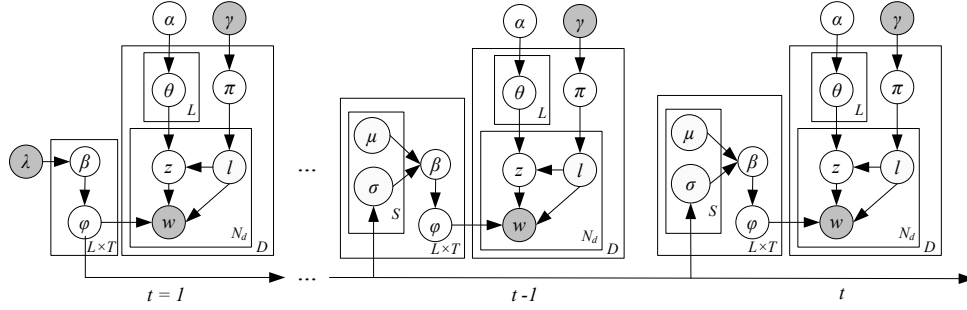 α γ α γ α γ
θ π θ π θ π
L L L
λ β z l ... μ β z l μ β z l
σ S σ S
φ w φ w φ w
L×T N_d D L×T N_d D L×T N_d D
...
t = 1 t -1 t